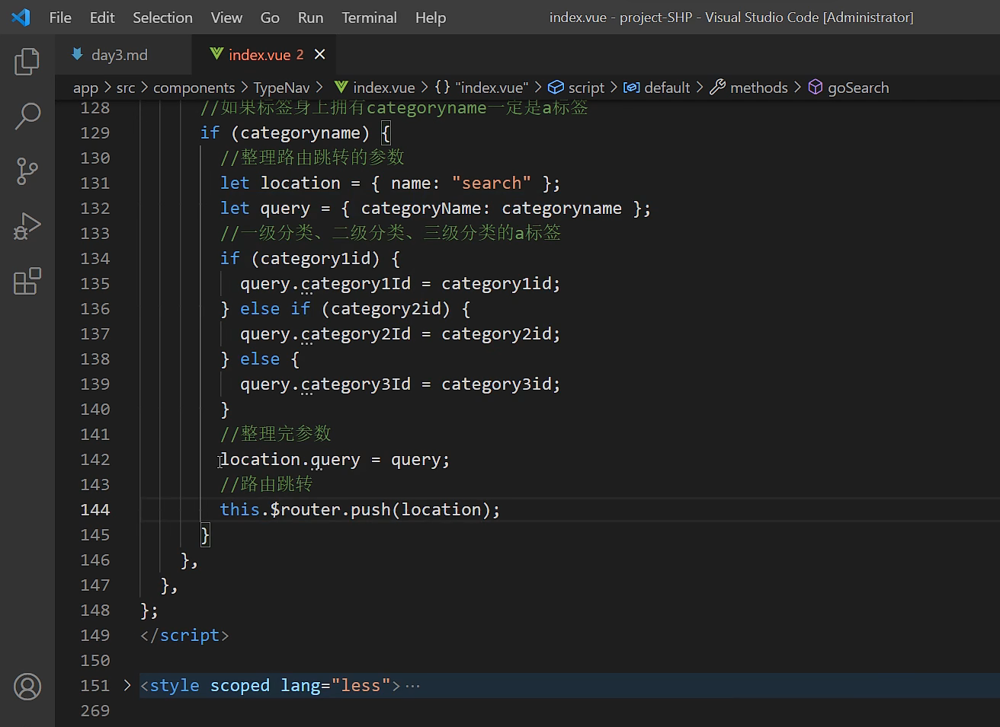 File Edit Selection View Go Run Terminal Help index.vue - project-SHP - Visual Studio Code [Administrator]
day3.md index.vue 2
app > src > components > TypeNav > index.vue > {} "index.vue" > script > default > methods > goSearch
128 //如果标签身上拥有categoryname一定是a标签
129 if (categoryname) {
130 //整理路由跳转的参数
131 let location = { name: "search" };
132 let query = { categoryName: categoryname };
133 //一级分类、二级分类、三级分类的a标签
134 if (category1id) {
135 query.category1Id = category1id;
136 } else if (category2id) {
137 query.category2Id = category2id;
138 } else {
139 query.category3Id = category3id;
140 }
141 //整理完参数
142 location.query = query;
143 //路由跳转
144 this.$router.push(location);
145 }
146 },
147 },
148 };
149 </script>
150
151 > <style scoped lang="less"> ···
269